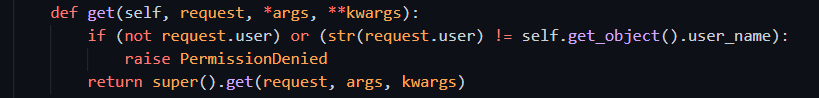 def get(self, request, *args, **kwargs):
if (not request.user) or (str(request.user) != self.get_object().user_name):
raise PermissionDenied
return super().get(request, args, kwargs)